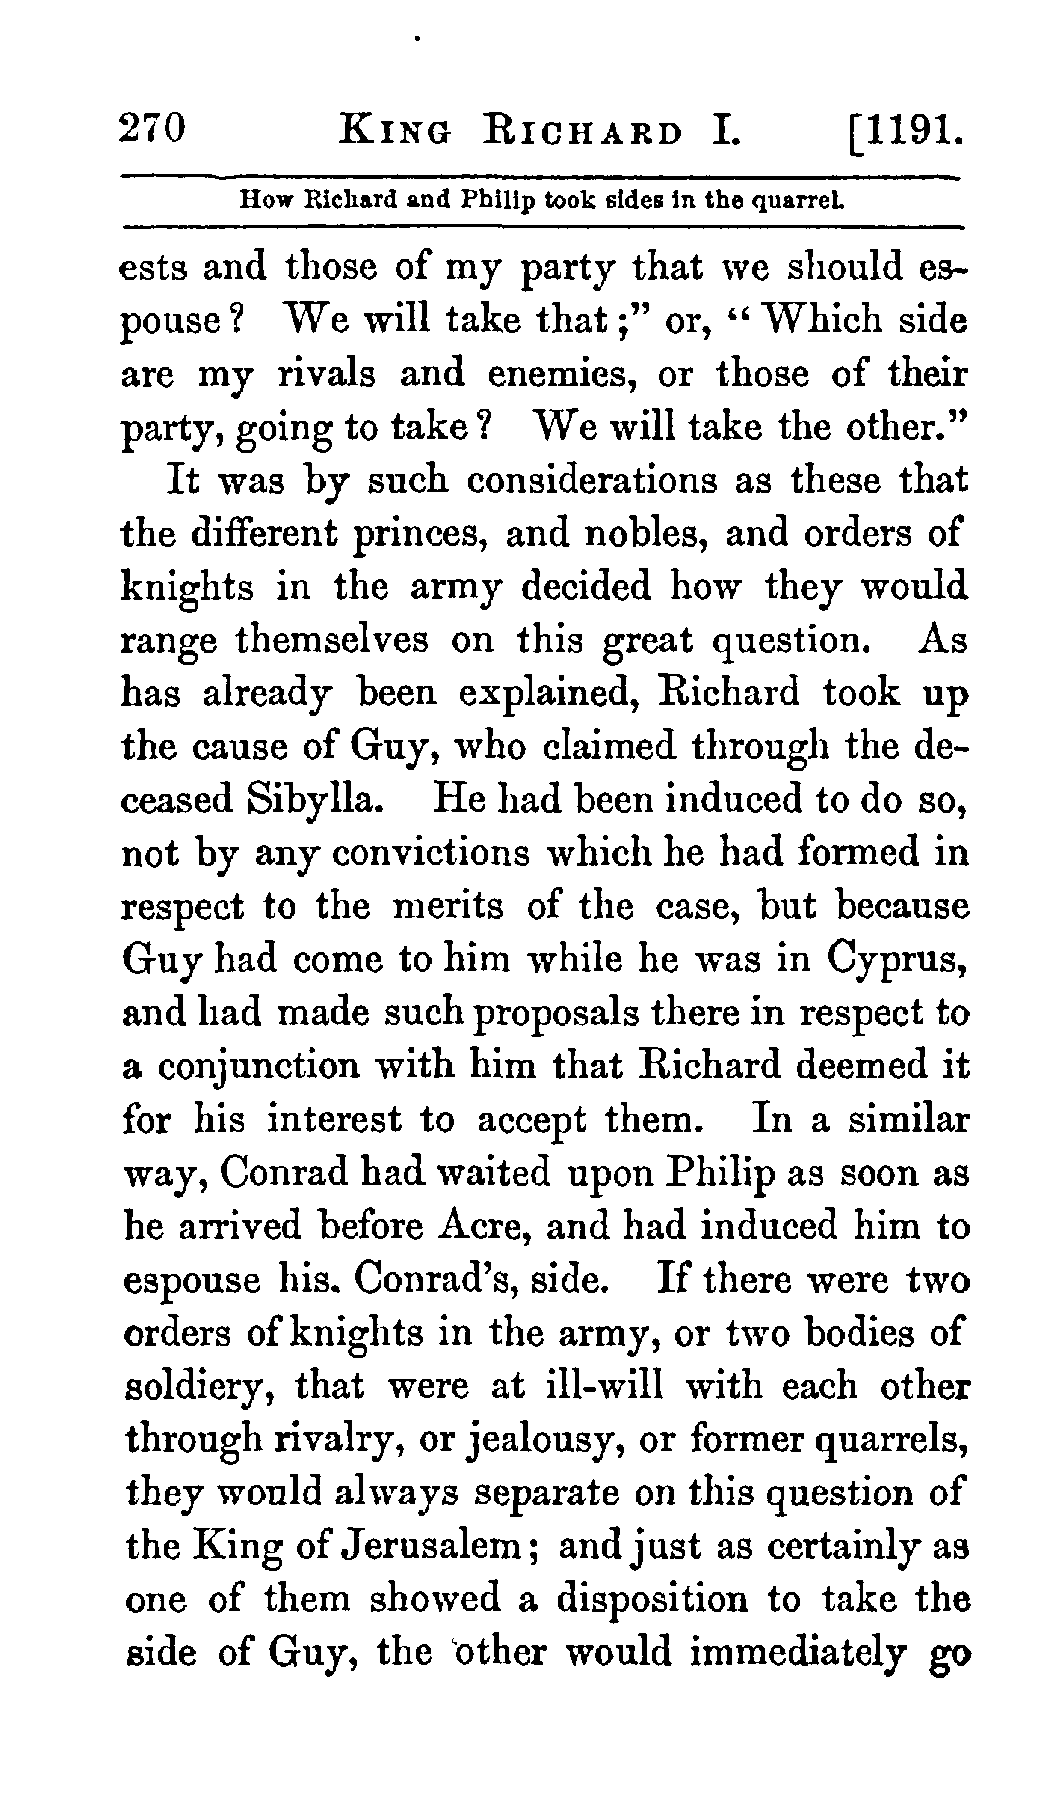 270 KING RICHARD I. [1191.
How Richard and Philip took sides in the quarrel.
ests and those of my party that we should es-
pouse? We will take that;" or, "Which side
are my rivals and enemies, or those of their
party, going to take? We will take the other."
It was by such considerations as these that
the different princes, and nobles, and orders of
knights in the army decided how they would
range themselves on this great question. As
has already been explained, Richard took up
the cause of Guy, who claimed through the de-
ceased Sibylla. He had been induced to do so,
not by any convictions which he had formed in
respect to the merits of the case, but because
Guy had come to him while he was in Cyprus,
and had made such proposals there in respect to
a conjunction with him that Richard deemed it
for his interest to accept them. In a similar
way, Conrad had waited upon Philip as soon as
he arrived before Acre, and had induced him to
espouse his. Conrad's, side. If there were two
orders of knights in the army, or two bodies of
soldiery, that were at ill-will with each other
through rivalry, or jealousy, or former quarrels,
they would always separate on this question of
the King of Jerusalem; and just as certainly as
one of them showed a disposition to take the
side of Guy, the other would immediately go